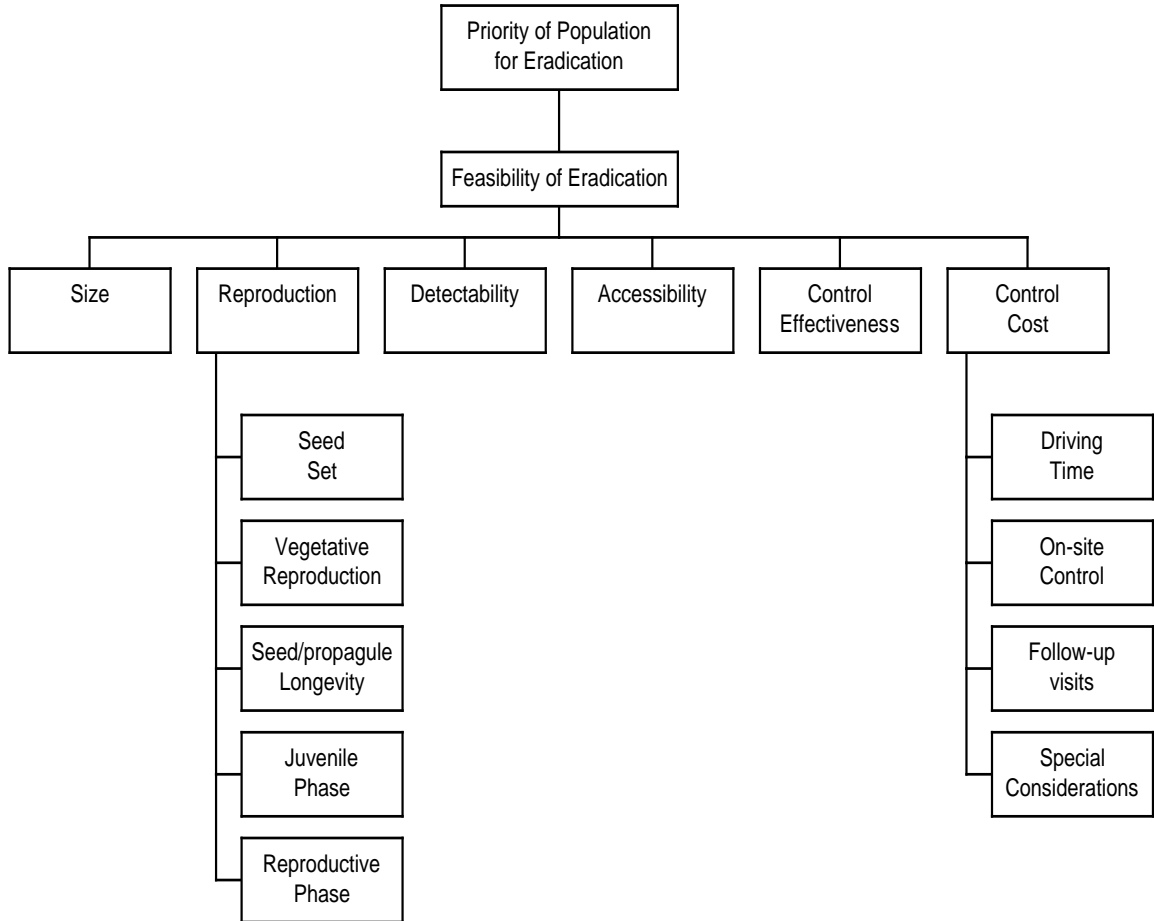 Priority of Population
for Eradication
Feasibility of Eradication
Size
Reproduction
Detectability
Accessibility
Control
Effectiveness
Control
Cost
Seed
Set
Vegetative
Reproduction
Seed/propagule
Longevity
Juvenile
Phase
Reproductive
Phase
Driving
Time
On-site
Control
Follow-up
visits
Special
Considerations